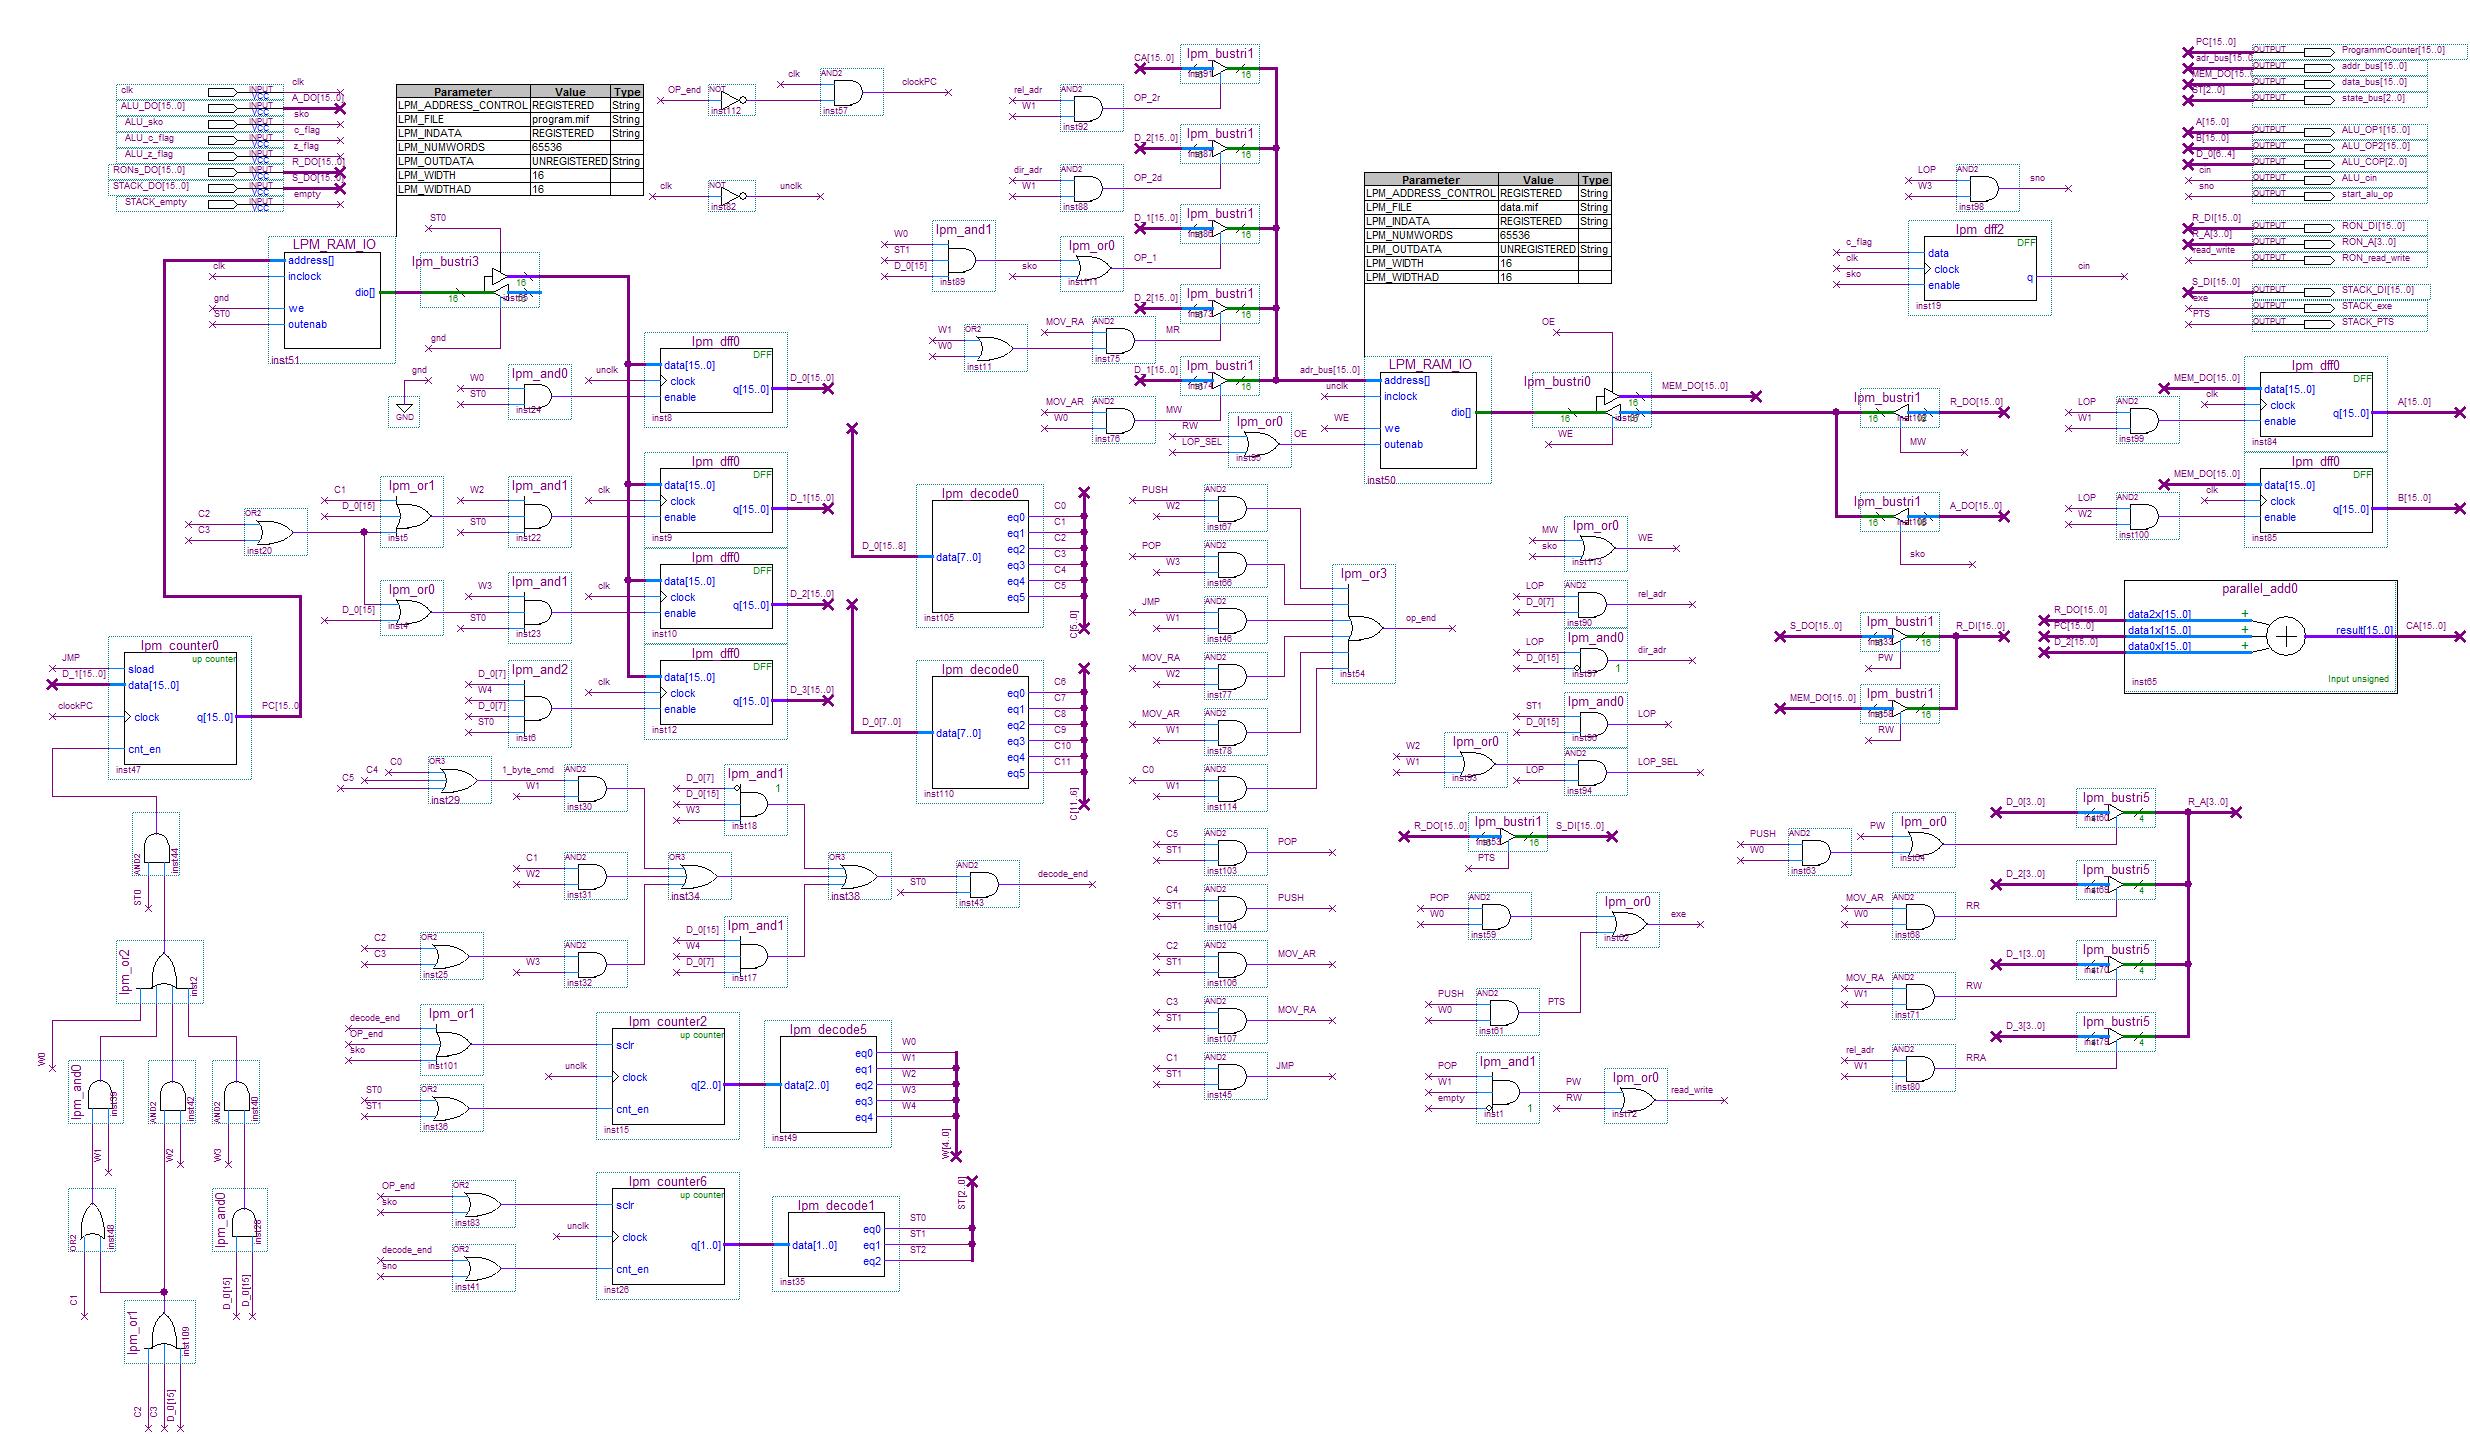 clk
ALU_DO[15..0]
ALU_sko
ALU_c_flag
ALU_z_flag
RONs_DO[15..0]
STACK_DO[15..0]
STACK_empty
INPUT
VCC
clk
A_DO[15..0]
sko
c_flag
z_flag
R_DO[15..0]
S_DO[15..0]
empty
Parameter Value Type
LPM_ADDRESS_CONTROL REGISTERED String
LPM_FILE program.mif String
LPM_INDATA REGISTERED String
LPM_NUMWORDS 65536
LPM_OUTDATA UNREGISTERED String
LPM_WIDTH 16
LPM_WIDTHAD 16
OP_end
NOT
inst112
clk
AND2
inst57
clockPC
clk
NOT
inst82
unclk
LPM_RAM_IO
address[]
inclock
dio[]
we
outenab
inst51
clk
gnd
ST0
lpm_bustri3
ST0
16
16
gnd
gnd
GND
lpm_dff0
DFF
data[15..0]
clock
q[15..0]
enable
inst8
unclk
D_0[15..0]
W0
ST0
lpm_and0
inst24
lpm_dff0
DFF
data[15..0]
clock
q[15..0]
enable
inst9
clk
D_1[15..0]
C2
C3
OR2
inst20
C1
D_0[15]
lpm_or1
inst5
W2
ST0
lpm_and1
inst22
lpm_dff0
DFF
data[15..0]
clock
q[15..0]
enable
inst10
clk
D_2[15..0]
D_0[15]
lpm_or0
inst4
W3
ST0
lpm_and1
inst23
lpm_dff0
DFF
data[15..0]
clock
q[15..0]
enable
inst12
clk
D_3[15..0]
D_0[7]
W4
D_0[7]
ST0
lpm_and2
inst6
lpm_counter0
up counter
sload
data[15..0]
clock
q[15..0]
cnt_en
inst47
JMP
D_1[15..0]
clockPC
PC[15..0]
AND2
inst44
ST0
lpm_or2
inst2
W0
lpm_and0
inst39
AND2
inst42
AND2
inst40
W1
W2
W3
OR2
inst48
lpm_and0
inst28
C1
D_0[15]
D_0[15]
lpm_or1
inst109
C2
C3
D_0[15]
C5
C4
C0
OR3
inst29
1_byte_cmd
W1
AND2
inst30
D_0[7]
D_0[15]
W3
lpm_and1
1
inst18
C1
W2
AND2
inst31
OR3
inst34
OR3
inst38
ST0
AND2
inst43
decode_end
C2
C3
OR2
inst25
W3
AND2
inst32
D_0[15]
W4
D_0[7]
lpm_and1
inst17
decode_end
OP_end
sko
lpm_or1
inst101
ST0
ST1
OR2
inst36
unclk
lpm_counter2
up counter
sclr
clock
q[2..0]
cnt_en
inst15
lpm_decode5
data[2..0]
eq0
eq1
eq2
eq3
eq4
inst49
W0
W1
W2
W3
W4
W[4..0]
OP_end
sko
OR2
inst83
decode_end
sno
OR2
inst41
unclk
lpm_counter6
up counter
sclr
clock
q[1..0]
cnt_en
inst26
lpm_decode1
data[1..0]
eq0
eq1
eq2
inst35
ST0
ST1
ST2
ST[2..0]
D_0[15..8]
lpm_decode0
data[7..0]
eq0
eq1
eq2
eq3
eq4
eq5
inst105
C0
C1
C2
C3
C4
C5
C[5..0]
D_0[7..0]
lpm_decode0
data[7..0]
eq0
eq1
eq2
eq3
eq4
eq5
inst110
C6
C7
C8
C9
C10
C11
C[11..6]
CA[15..0]
lpm_bustri1
16
rel_adr
W1
AND2
inst92
OP_2r
D_2[15..0]
lpm_bustri1
16
dir_adr
W1
AND2
inst88
OP_2d
D_1[15..0]
lpm_bustri1
16
W0
ST1
D_0[15]
lpm_and1
inst89
sko
lpm_or0
inst111
OP_1
D_2[15..0]
lpm_bustri1
16
W1
W0
OR2
inst11
MOV_RA
AND2
inst75
MR
D_1[15..0]
lpm_bustri1
16
MOV_AR
W0
AND2
inst76
MW
RW
LOP_SEL
lpm_or0
OE
Parameter Value Type
LPM_ADDRESS_CONTROL REGISTERED String
LPM_FILE data.mif String
LPM_INDATA REGISTERED String
LPM_NUMWORDS 65536
LPM_OUTDATA UNREGISTERED String
LPM_WIDTH 16
LPM_WIDTHAD 16
LPM_RAM_IO
address[]
inclock
dio[]
we
outenab
inst50
adr_bus[15..0]
unclk
WE
OE
lpm_bustri0
16
16
WE
MEM_DO[15..0]
PUSH
W2
AND2
inst67
POP
W3
AND2
inst66
JMP
W1
AND2
inst46
MOV_RA
W2
AND2
inst77
MOV_AR
W1
AND2
inst78
C0
W1
AND2
inst114
lpm_or3
inst54
op_end
C5
ST1
AND2
inst103
POP
C4
ST1
AND2
inst104
PUSH
C2
ST1
AND2
inst106
MOV_AR
C3
ST1
AND2
inst107
MOV_RA
C1
ST1
AND2
inst45
JMP
MW
sko
lpm_or0
inst113
WE
LOP
D_0[7]
AND2
inst90
rel_adr
LOP
D_0[15]
lpm_and0
1
dir_adr
ST1
D_0[15]
lpm_and0
LOP
W2
W1
lpm_or0
inst93
LOP
AND2
inst94
LOP_SEL
R_DO[15..0]
lpm_bustri1
16
S_DI[15..0]
PTS
POP
W0
AND2
inst59
lpm_or0
exe
PUSH
W0
AND2
inst61
PTS
POP
W1
empty
lpm_and1
1
inst1
PW
RW
lpm_or0
inst72
read_write
LOP
W3
AND2
inst98
sno
lpm_dff2
DFF
data
clock
q
enable
inst19
c_flag
clk
sko
cin
lpm_bustri1
16
R_DO[15..0]
MW
lpm_bustri1
16
A_DO[15..0]
sko
S_DO[15..0]
lpm_bustri1
16
PW
R_DI[15..0]
MEM_DO[15..0]
lpm_bustri1
16
RW
PUSH
W0
AND2
inst63
PW
lpm_or0
D_0[3..0]
lpm_bustri5
4
R_A[3..0]
D_2[3..0]
lpm_bustri5
4
MOV_AR
W0
AND2
inst68
RR
D_1[3..0]
lpm_bustri5
4
MOV_RA
W1
AND2
inst71
RW
D_3[3..0]
lpm_bustri5
4
rel_adr
W1
AND2
inst80
RRA
PC[15..0]
adr_bus[15..0]
MEM_DO[15..0]
ST[2..0]
A[15..0]
B[15..0]
D_0[6..4]
cin
sno
R_DI[15..0]
R_A[3..0]
read_write
S_DI[15..0]
exe
PTS
OUTPUT
ProgrammCounter[15..0]
addr_bus[15..0]
data_bus[15..0]
state_bus[2..0]
ALU_OP1[15..0]
ALU_OP2[15..0]
ALU_COP[2..0]
ALU_cin
start_alu_op
RON_DI[15..0]
RON_A[3..0]
RON_read_write
STACK_DI[15..0]
STACK_exe
STACK_PTS
MEM_DO[15..0]
lpm_dff0
DFF
data[15..0]
clock
q[15..0]
enable
inst84
clk
LOP
W1
AND2
inst99
A[15..0]
MEM_DO[15..0]
lpm_dff0
DFF
data[15..0]
clock
q[15..0]
enable
inst85
clk
LOP
W2
AND2
inst100
B[15..0]
parallel_add0
R_DO[15..0]
PC[15..0]
D_2[15..0]
data2x[15..0]
data1x[15..0]
data0x[15..0]
+
+
+
result[15..0]
CA[15..0]
inst65
Input unsigned